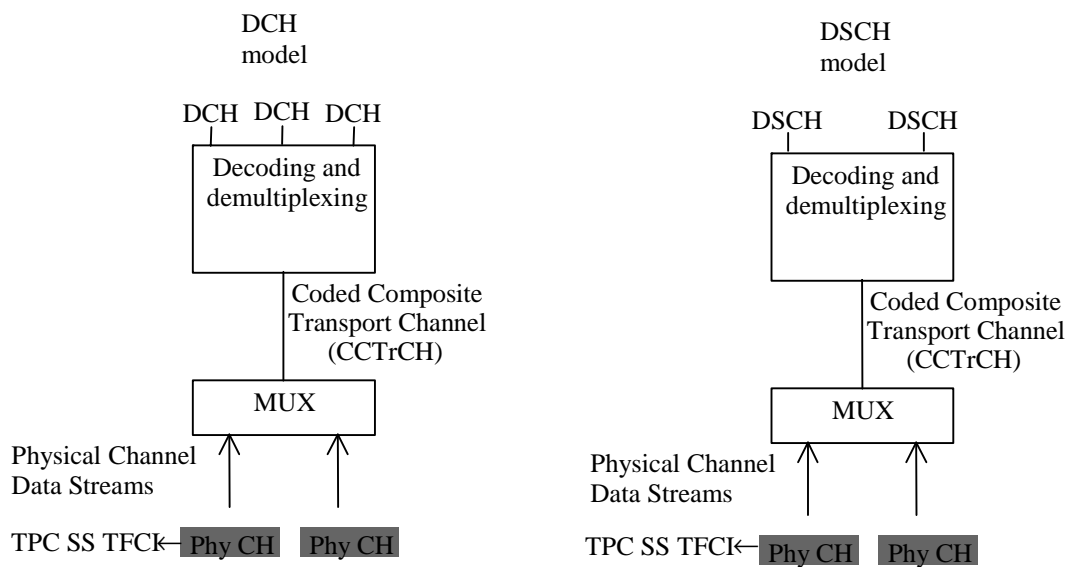 DCH
model
DCH DCH DCH
Decoding and
demultiplexing
Coded Composite
Transport Channel
(CCTrCH)
MUX
Physical Channel
Data Streams
TPC SS TFCI Phy CH Phy CH
DSCH
model
DSCH DSCH
Decoding and
demultiplexing
Coded Composite
Transport Channel
(CCTrCH)
MUX
Physical Channel
Data Streams
TPC SS TFCI Phy CH Phy CH